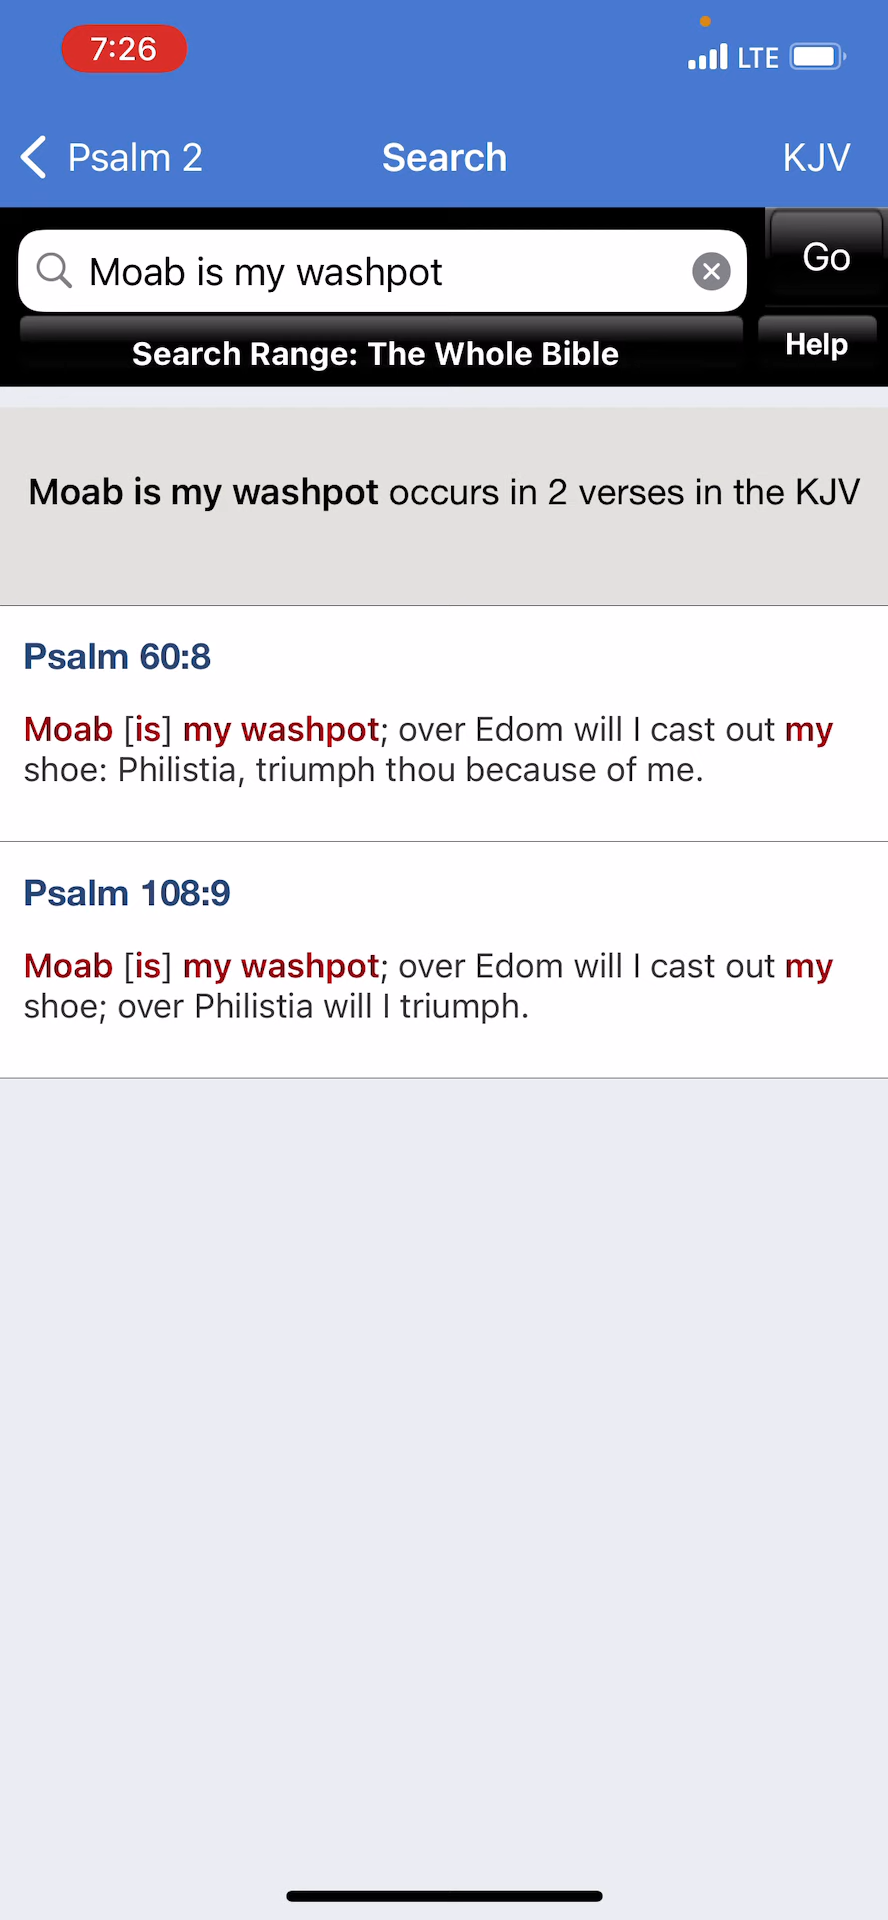 7:26
LTE
Psalm 2 Search KJV
Moab is my washpot
Go
Search Range: The Whole Bible
Help
Moab is my washpot occurs in 2 verses in the KJV
Psalm 60:8
Moab [is] my washpot; over Edom will I cast out my
shoe: Philistia, triumph thou because of me.
Psalm 108:9
Moab [is] my washpot; over Edom will I cast out my
shoe; over Philistia will I triumph.